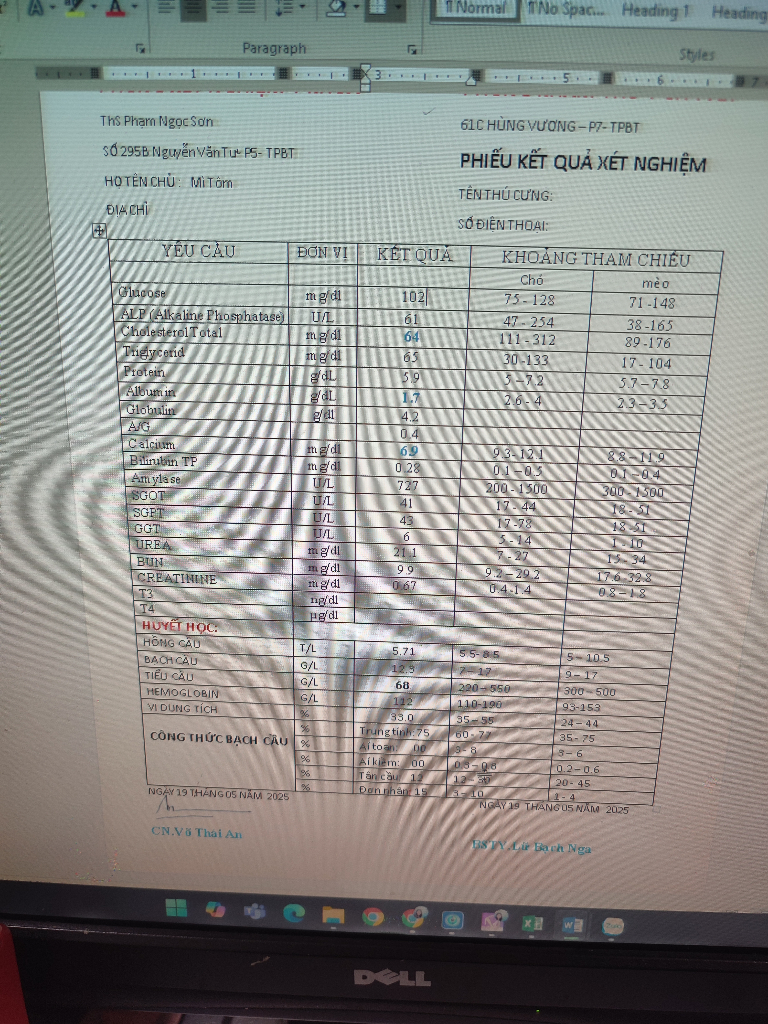 Paragraph
¶ Normal
¶ No Spac...
Heading 1
Heading
Styles
ThS Phạm Ngọc Sơn
61C HÙNG VƯƠNG – P7- TPBT
SỐ 295B Nguyễn Văn Tư- P5- TPBT
PHIẾU KẾT QUẢ XÉT NGHIỆM
HỌ TÊN CHỦ : Mì Tôm
TÊN THÚ CƯNG:
ĐỊA CHỈ
SỐ ĐIỆN THOẠI:
YÊU CẦU ĐƠN VỊ KẾT QUẢ KHOẢNG THAM CHIẾU
Chó mèo
Glucose mg/dl 102 75 - 128 71 -148
ALP (Alkaline Phosphatase) U/L 61 47 - 254 38 -165
Cholesterol Total mg/dl 64 111 - 312 89 -176
Triglycerid mg/dl 65 30 -133 17 - 104
Protein g/dL 5.9 5 – 7.2 5.7 – 7.8
Albumin g/dL 1.7 2.6 - 4 2.3 – 3.5
Globulin g/dl 4.2
A/G 0.4
Calcium mg/dl 6.9 9.3- 12.1 8.8 – 11.9
Bilirubin TP mg/dl 0.28 0.1 – 0.5 0.1 – 0.4
Amylase U/L 727 200 - 1500 300 - 1500
SGOT U/L 41 17 - 44 18 - 51
SGPT U/L 43 17 -78 18 -51
GGT U/L 6 5 - 14 1 - 10
UREA mg/dl 21.1 7 - 27 15 - 34
BUN mg/dl 9.9 9.2 – 29.2 17.6 -32.8
CREATININE mg/dl 0.67 0.4 -1.4 0.8 – 1.8
T3 ng/dl
T4 µg/dl
HUYẾT HỌC:
HỒNG CẦU T/L 5.71 5.5- 8.5 5 – 10.5
BẠCH CẦU G/L 12.3 7 – 17 9 – 17
TIỂU CẦU G/L 68 200 – 550 300 – 500
HEMOGLOBIN G/L 112 110-190 93-153
VI DUNG TÍCH % 33.0 35 – 55 24 – 44
CÔNG THỨC BẠCH CẦU % Trung tính: 75 60 - 77 35 - 75
% Ái toan: 00 3- 8 3 – 6
% Ái kiềm: 00 0.3 – 0.6 0.2 – 0.6
% Tân cầu 12 12 – 30 20 - 45
% Đơn nhân: 15 3 – 10 1 - 4
NGÀY 19 THÁNG 05 NĂM 2025
NGÀY 19 THÁNG 05 NĂM 2025
CN.Võ Thái An
BSTY. Lữ Bạch Nga
DELL